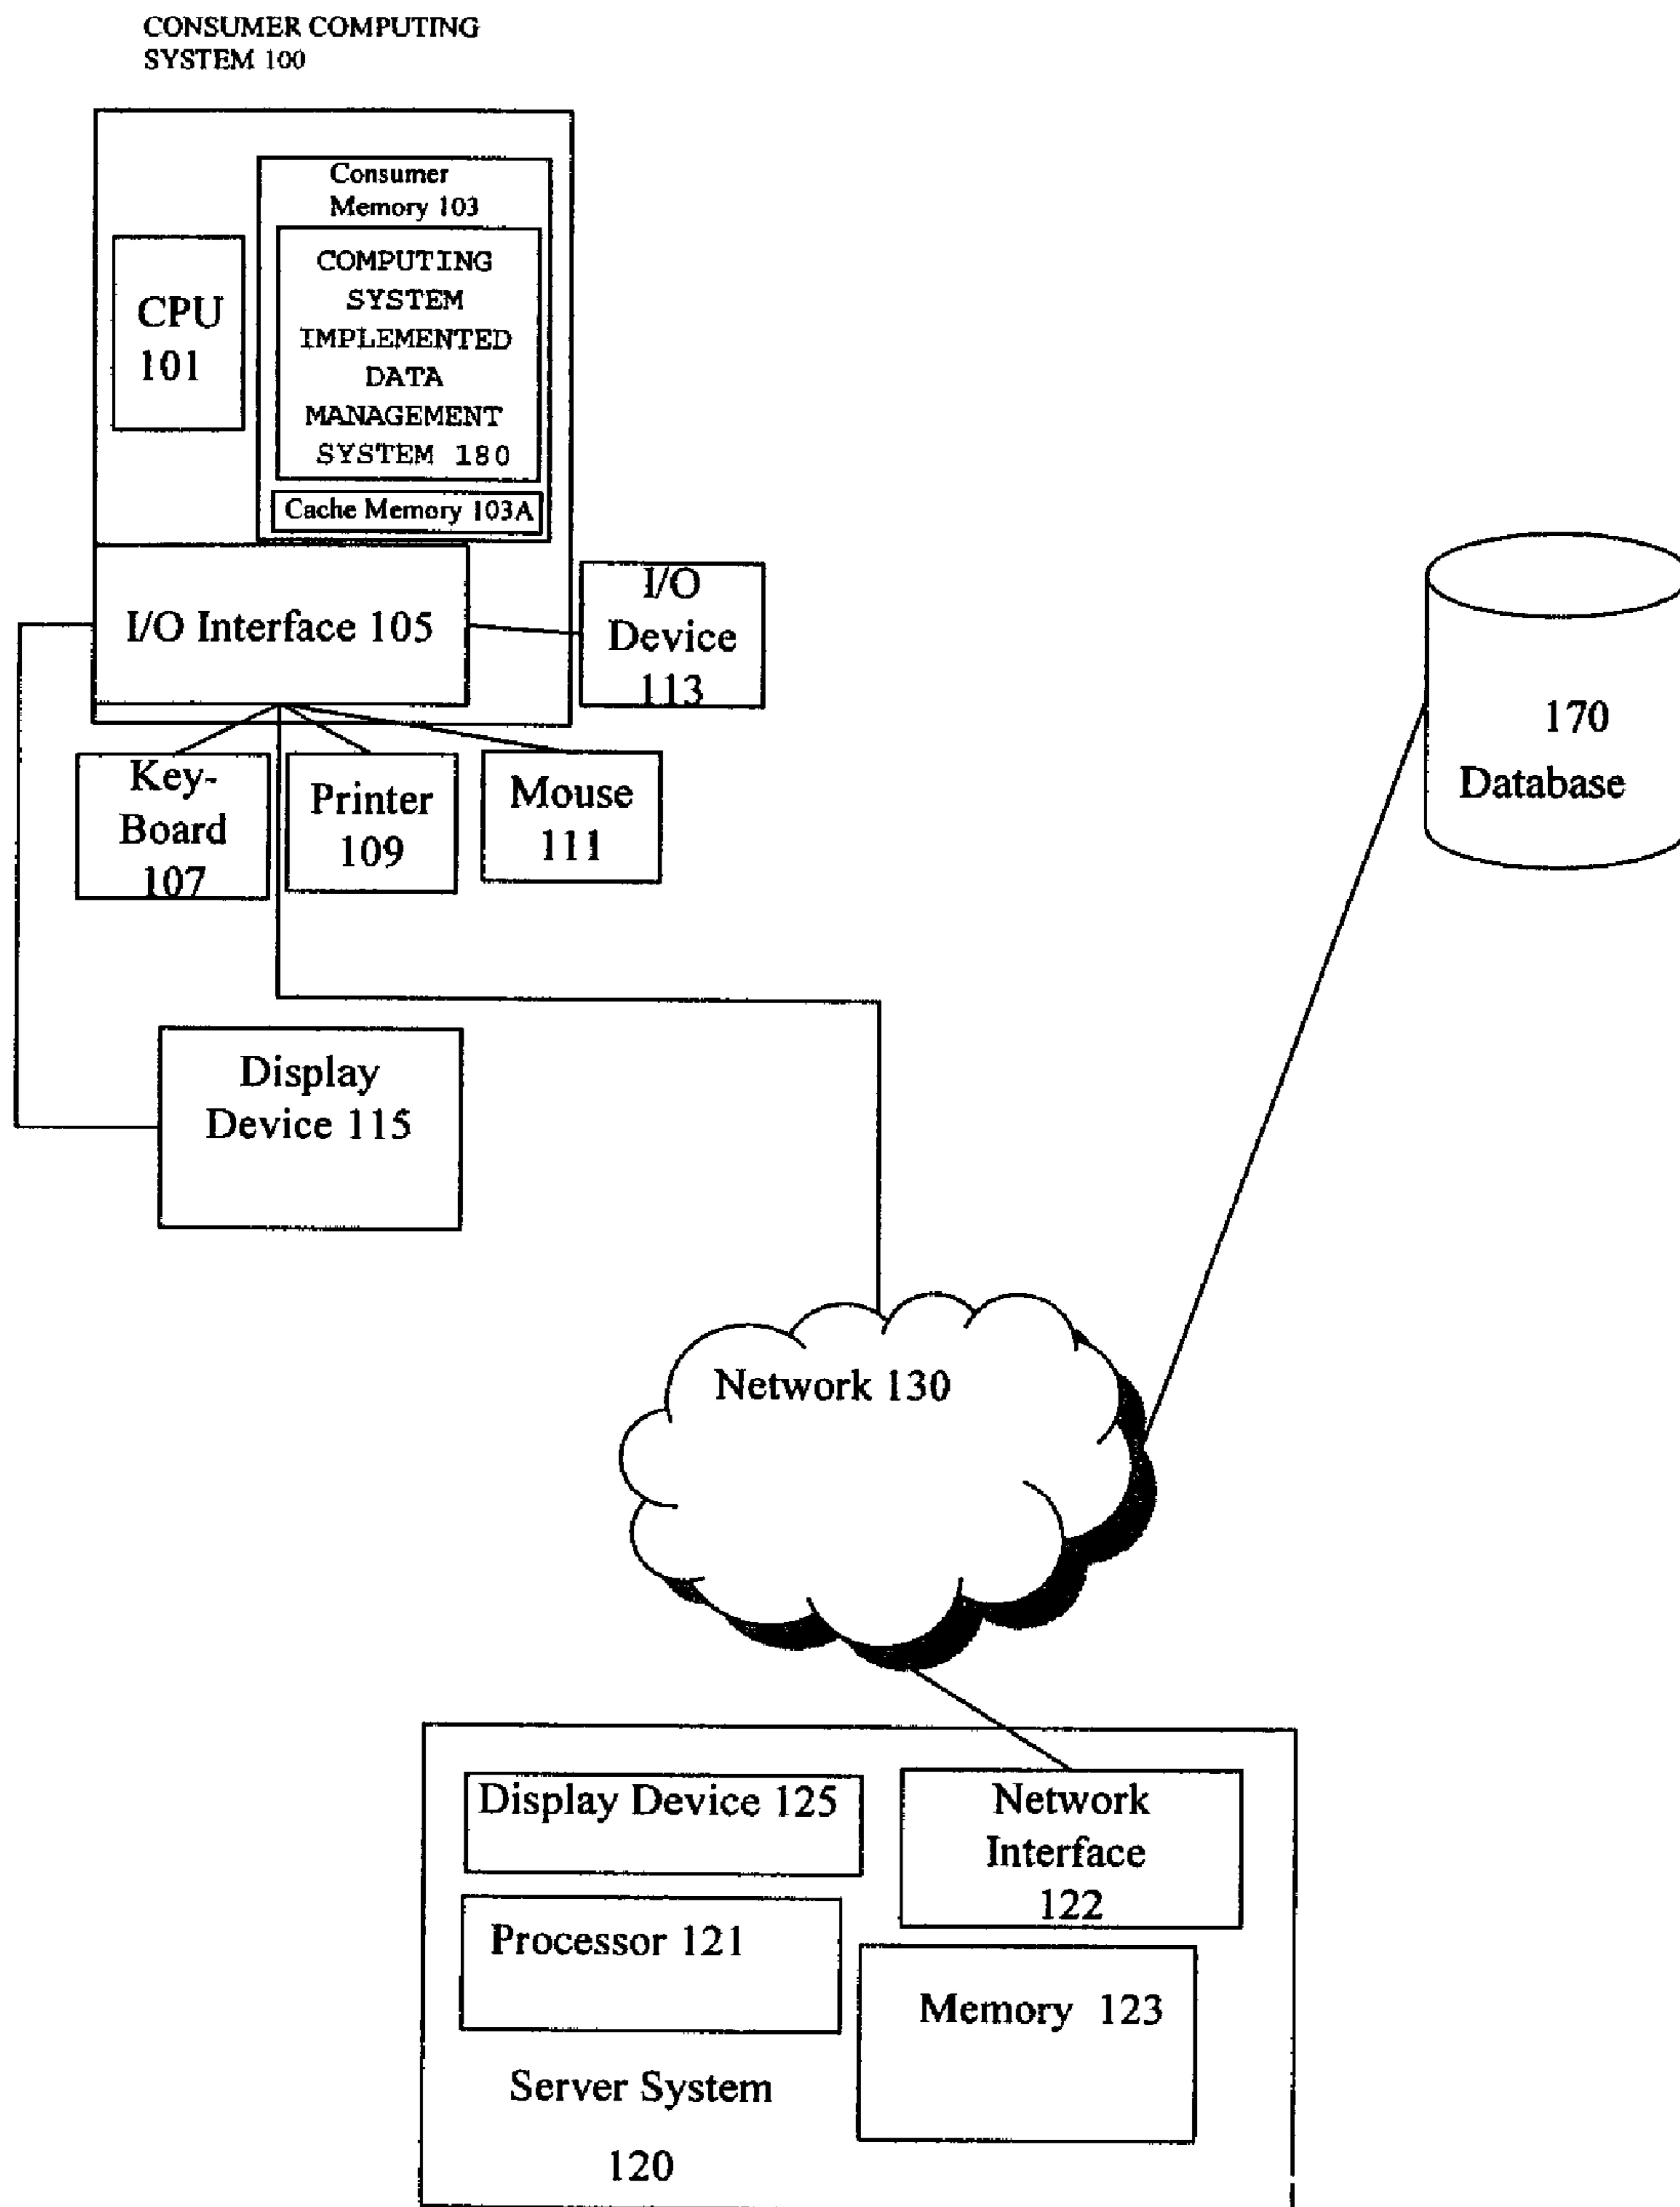 CONSUMER COMPUTING
SYSTEM 100
Consumer
Memory 103
COMPUTING
SYSTEM
IMPLEMENTED
DATA
MANAGEMENT
SYSTEM 180
CPU
101
Cache Memory 103A
I/O Interface 105
I/O
Device
113
Key-
Board
107
Printer
109
Mouse
111
170
Database
Display
Device 115
Network 130
Display Device 125
Network
Interface
122
Processor 121
Memory 123
Server System
120